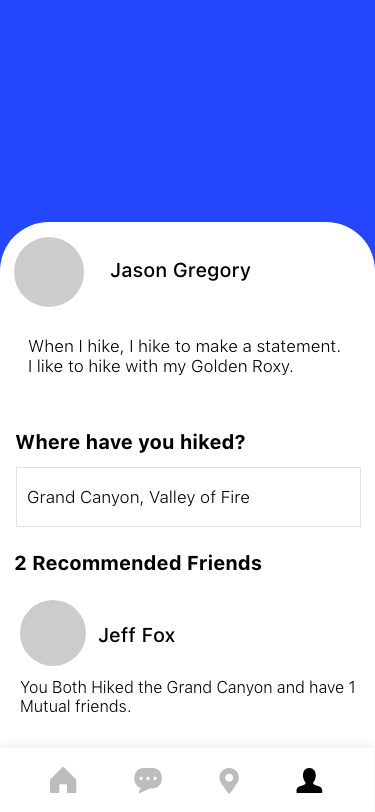 Jason Gregory
When I hike, I hike to make a statement.
I like to hike with my Golden Roxy.
Where have you hiked?
Grand Canyon, Valley of Fire
2 Recommended Friends
Jeff Fox
You Both Hiked the Grand Canyon and have 1
Mutual friends.